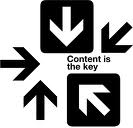 Content is
the key